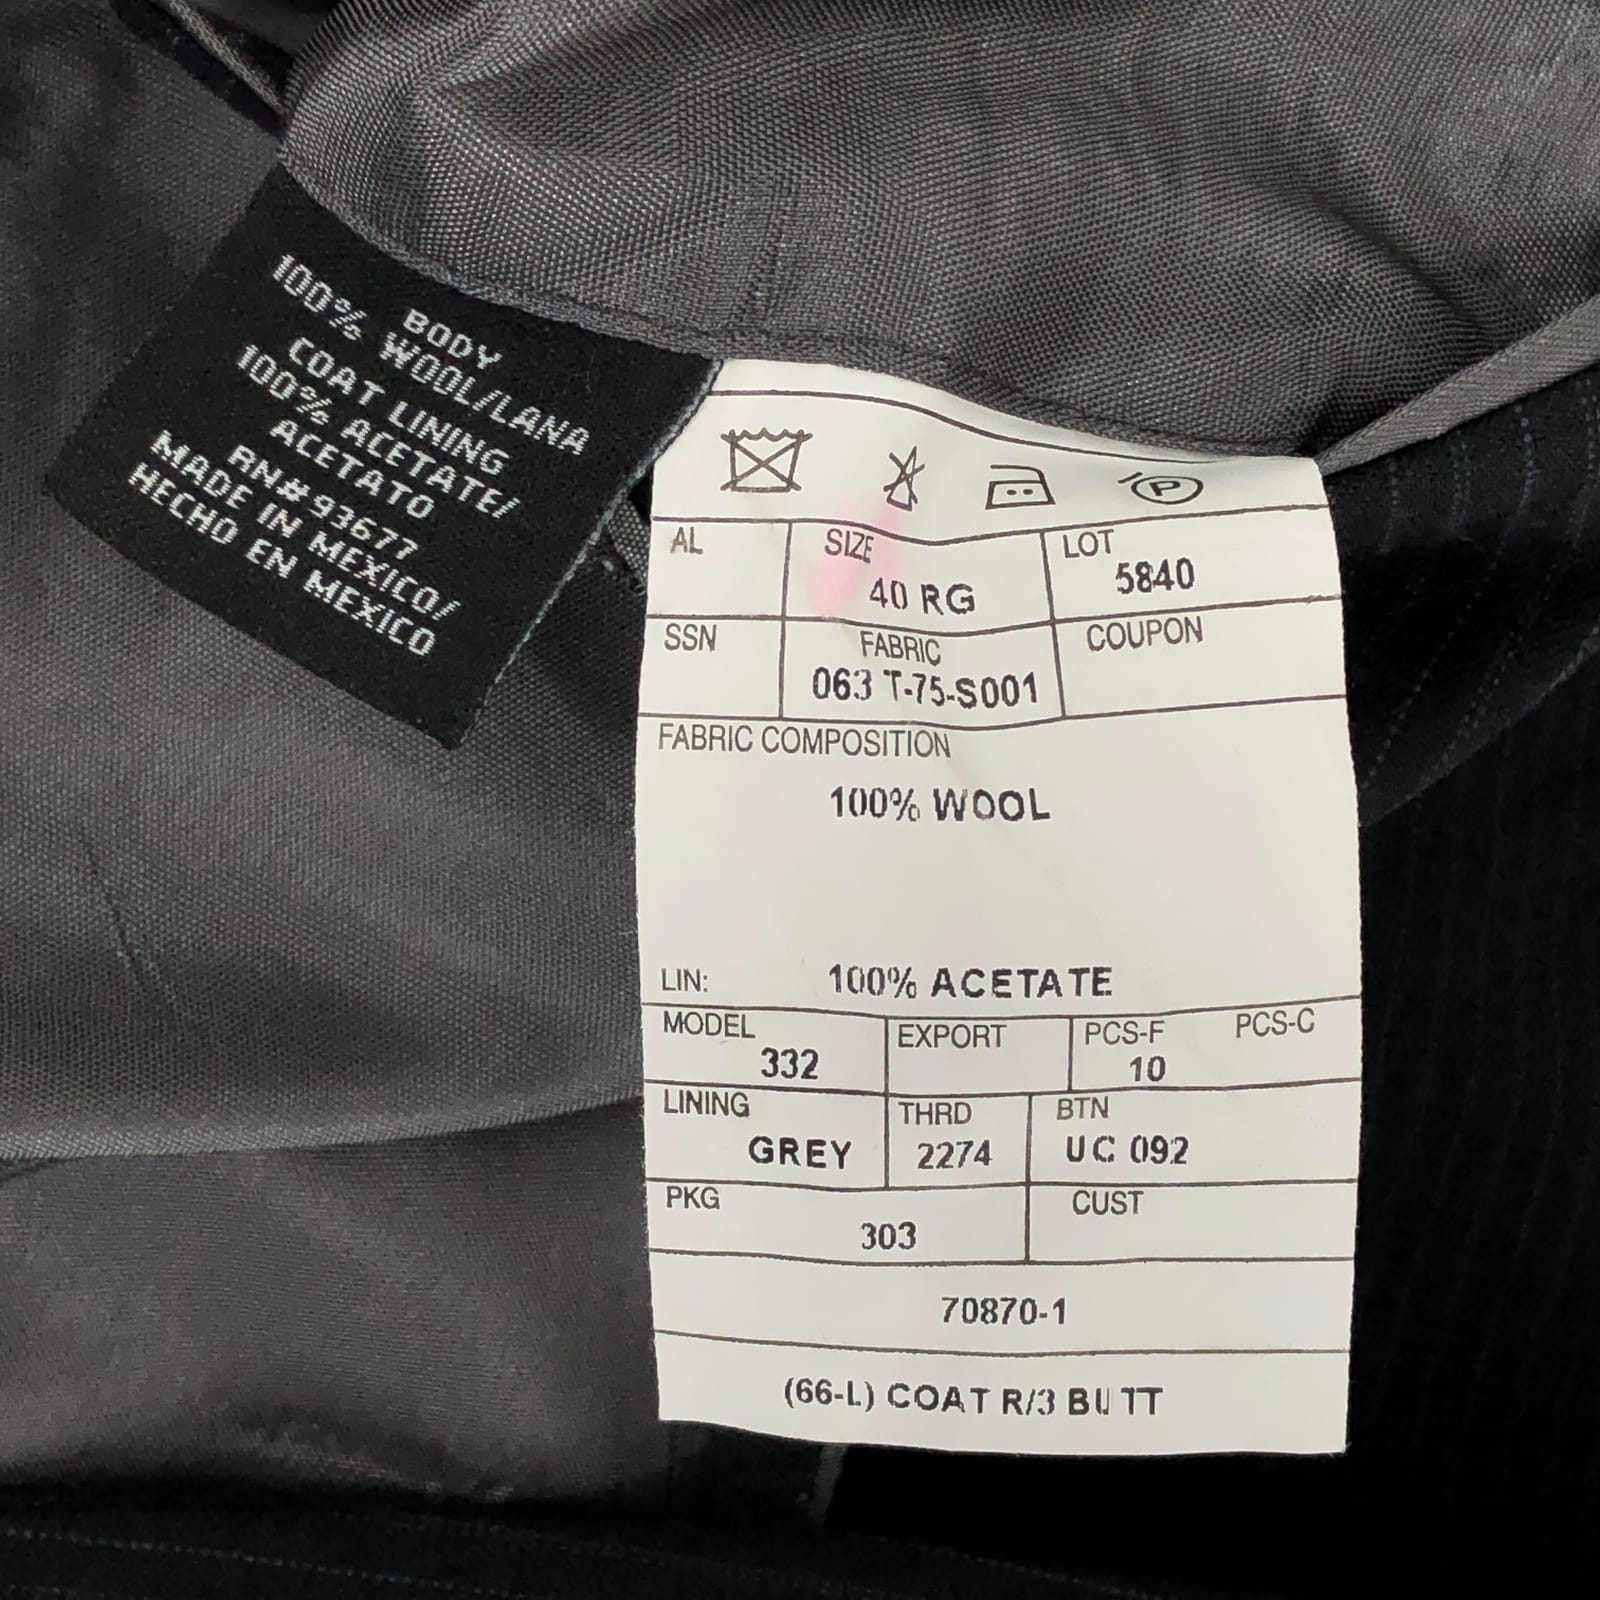 BODY
100% WOOL/LANA
COAT LINING
100% ACETATE/
ACETATO
RN#93677
MADE IN MEXICO/
HECHO EN MEXICO
P
AL SIZE LOT
40 RG 5840
SSN FABRIC COUPON
063 T-75-S001
FABRIC COMPOSITION
100% WOOL
LIN: 100% ACETATE
MODEL EXPORT PCS-F PCS-C
332 10
LINING THRD BTN
GREY 2274 UC 092
PKG CUST
303
70870-1
(66-L) COAT R/3 BUTT